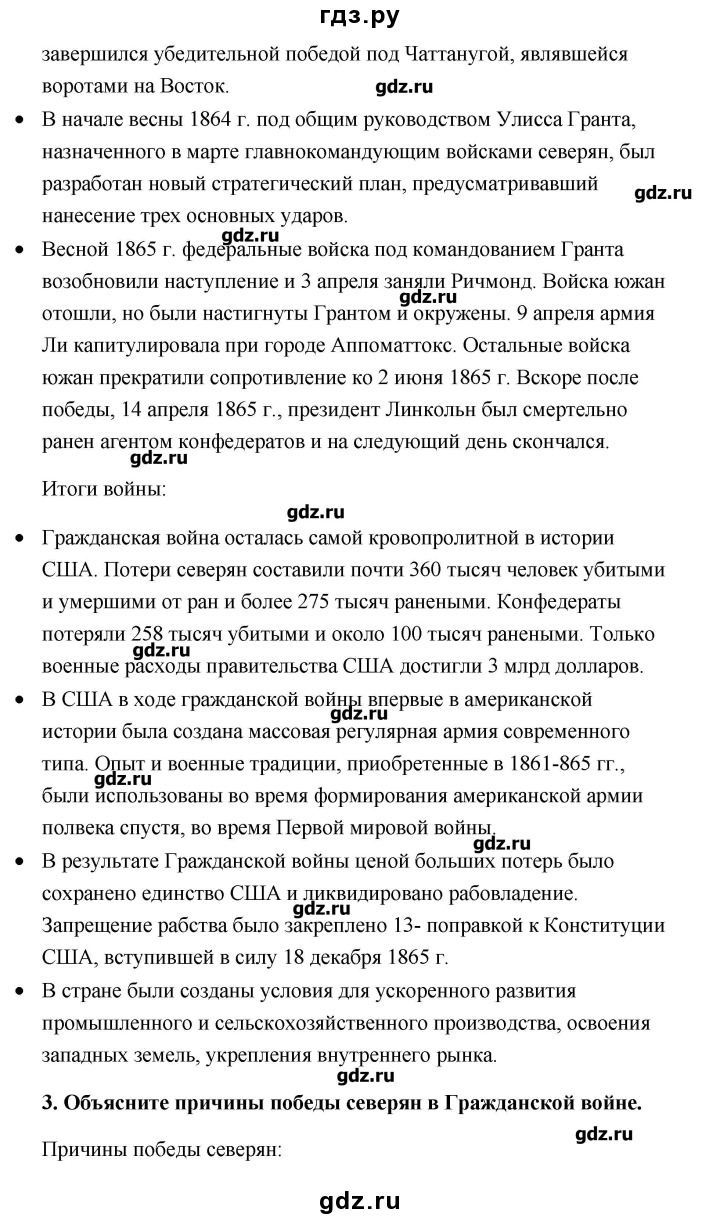 гдз.ру
завершился убедительной победой под Чаттанугой, являвшейся
воротами на Восток.
gdz.ru
• В начале весны 1864 г. под общим руководством Улисса Гранта,
назначенного в марте главнокомандующим войсками северян, был
разработан новый стратегический план, предусматривавший
gdz.ru
нанесение трех основных ударов.
gdz.ru
• Весной 1865 г. федеральные войска под командованием Гранта
возобновили наступление и 3 апреля заняли Ричмонд. Войска южан
gdz.ru
отошли, но были настигнуты Грантом и окружены. 9 апреля армия
Ли капитулировала при городе Аппоматтокс. Остальные войска
южан прекратили сопротивление ко 2 июня 1865 г. Вскоре после
победы, 14 апреля 1865 г., президент Линкольн был смертельно
ранен агентом конфедератов и на следующий день скончался.
gdz.ru
Итоги войны:
gdz.ru
• Гражданская война осталась самой кровопролитной в истории
США. Потери северян составили почти 360 тысяч человек убитыми
и умершими от ран и более 275 тысяч ранеными. Конфедераты
потеряли 258 тысяч убитыми и около 100 тысяч ранеными. Только
gdz.ru
военные расходы правительства США достигли 3 млрд долларов.
• В США в ходе гражданской войны впервые в американской
gdz.ru
истории была создана массовая регулярная армия современного
типа. Опыт и военные традиции, приобретенные в 1861-865 гг.,
gdz.ru
были использованы во время формирования американской армии
полвека спустя, во время Первой мировой войны.
gdz.ru
• В результате Гражданской войны ценой больших потерь было
сохранено единство США и ликвидировано рабовладение.
gdz.ru
Запрещение рабства было закреплено 13- поправкой к Конституции
США, вступившей в силу 18 декабря 1865 г.
• В стране были созданы условия для ускоренного развития
промышленного и сельскохозяйственного производства, освоения
западных земель, укрепления внутреннего рынка.
gdz.ru
3. Объясните причины победы северян в Гражданской войне.
gdz.ru
Причины победы северян:
gdz.ru